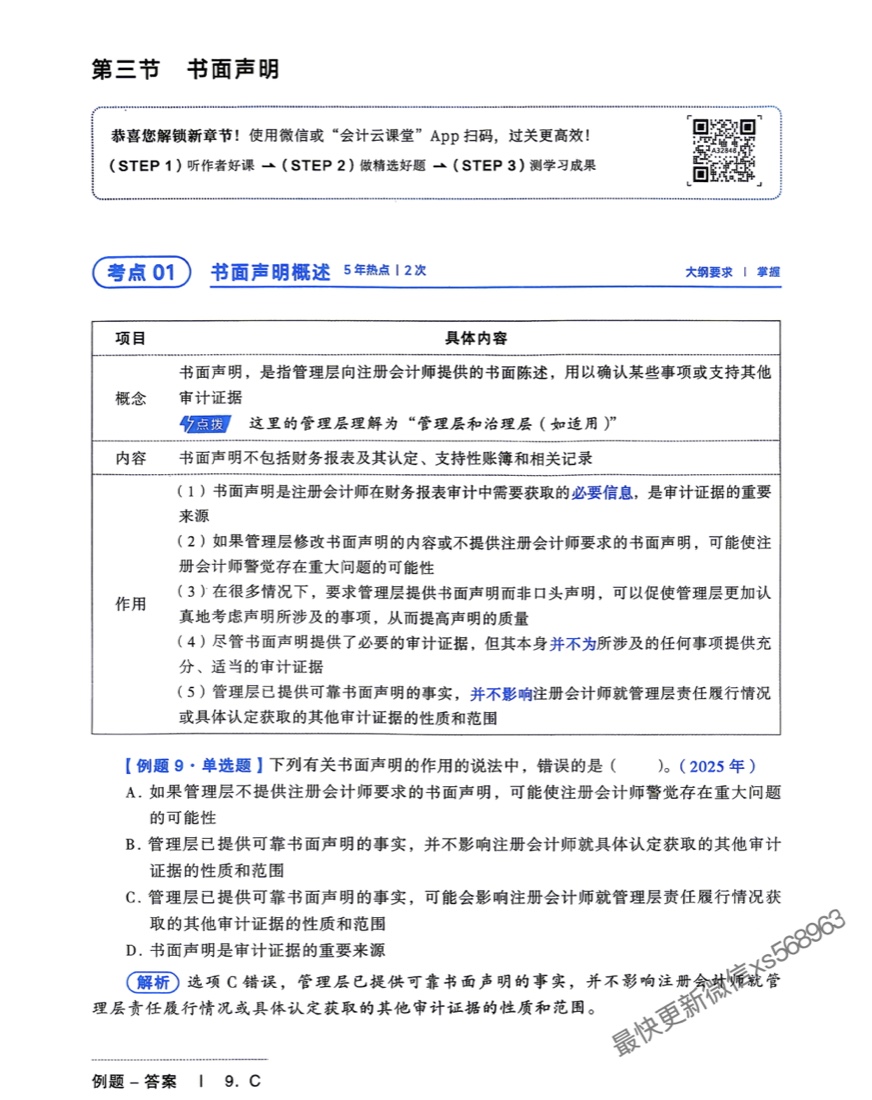 第三节 书面声明
恭喜您解锁新章节！使用微信或“会计云课堂”App 扫码，过关更高效！
（STEP 1）听作者好课 → （STEP 2）做精选好题 → （STEP 3）测学习成果
A32848
考点 01 书面声明概述 5 年热点 | 2 次 大纲要求 | 掌握
项目 具体内容
书面声明，是指管理层向注册会计师提供的书面陈述，用以确认某些事项或支持其他
概念 审计证据
点拨 这里的管理层理解为“管理层和治理层（如适用）”
内容 书面声明不包括财务报表及其认定、支持性账簿和相关记录
（1）书面声明是注册会计师在财务报表审计中需要获取的必要信息，是审计证据的重要
来源
（2）如果管理层修改书面声明的内容或不提供注册会计师要求的书面声明，可能使注
册会计师警觉存在重大问题的可能性
（3）在很多情况下，要求管理层提供书面声明而非口头声明，可以促使管理层更加认
作用 真地考虑声明所涉及的事项，从而提高声明的质量
（4）尽管书面声明提供了必要的审计证据，但其本身并不为所涉及的任何事项提供充
分、适当的审计证据
（5）管理层已提供可靠书面声明的事实，并不影响注册会计师就管理层责任履行情况
或具体认定获取的其他审计证据的性质和范围
【例题 9 · 单选题】下列有关书面声明的作用的说法中，错误的是（ ）。（2025 年）
A. 如果管理层不提供注册会计师要求的书面声明，可能使注册会计师警觉存在重大问题
的可能性
B. 管理层已提供可靠书面声明的事实，并不影响注册会计师就具体认定获取的其他审计
证据的性质和范围
C. 管理层已提供可靠书面声明的事实，可能会影响注册会计师就管理层责任履行情况获
取的其他审计证据的性质和范围
D. 书面声明是审计证据的重要来源
解析 选项 C 错误，管理层已提供可靠书面声明的事实，并不影响注册会计师就管
理层责任履行情况或具体认定获取的其他审计证据的性质和范围。
最快更新微信xs568963
例题 – 答案 | 9. C